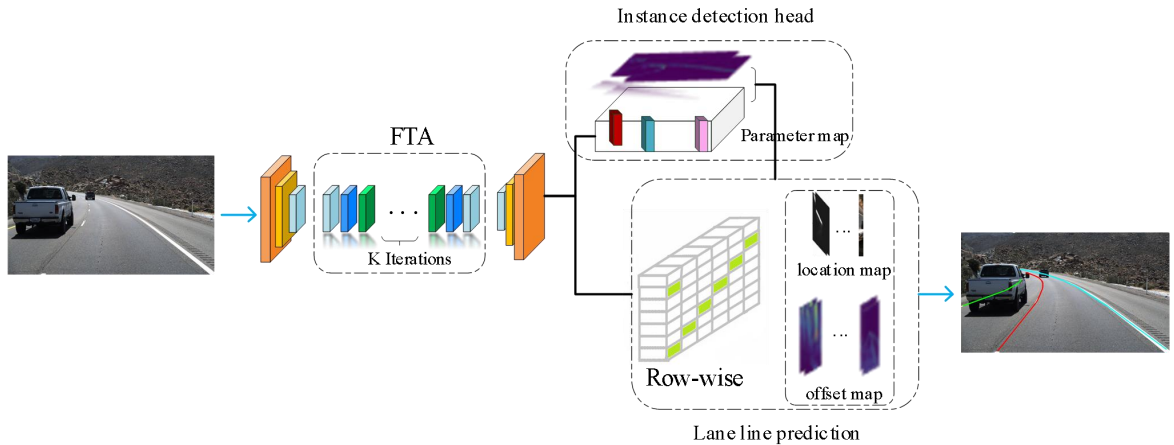 Instance detection head
Parameter map
FTA
. . .
K Iterations
...
location map
...
offset map
Row-wise
Lane line prediction